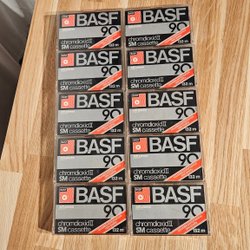 BASF
90
chromdioxid II
SM cassette
132 m
BASF
90
chromdioxid II
SM cassette
132 m
BASF
90
chromdioxid II
SM cassette
132 m
BASF
90
chromdioxid II
SM cassette
132 m
BASF
90
chromdioxid II
SM cassette
132 m
BASF
90
chromdioxid II
SM cassette
132 m
BASF
90
chromdioxid II
SM cassette
132 m
BASF
90
chromdioxid II
SM cassette
132 m
BASF
90
chromdioxid II
SM cassette
132 m
BASF
90
chromdioxid II
SM cassette
132 m